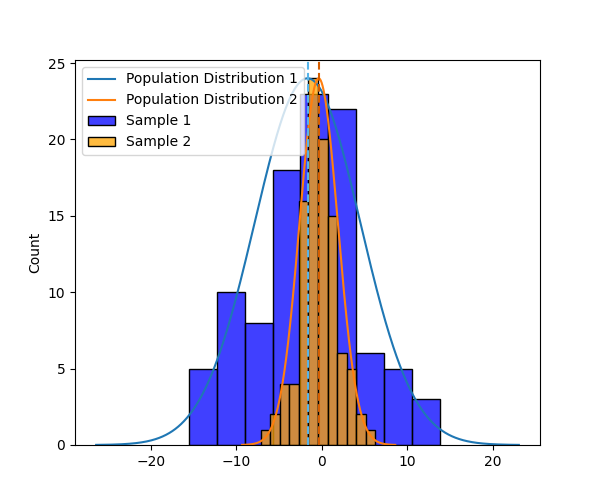 Population Distribution 1
Population Distribution 2
Sample 1
Sample 2
Count
25
20
15
10
5
0
−20 −10 0 10 20